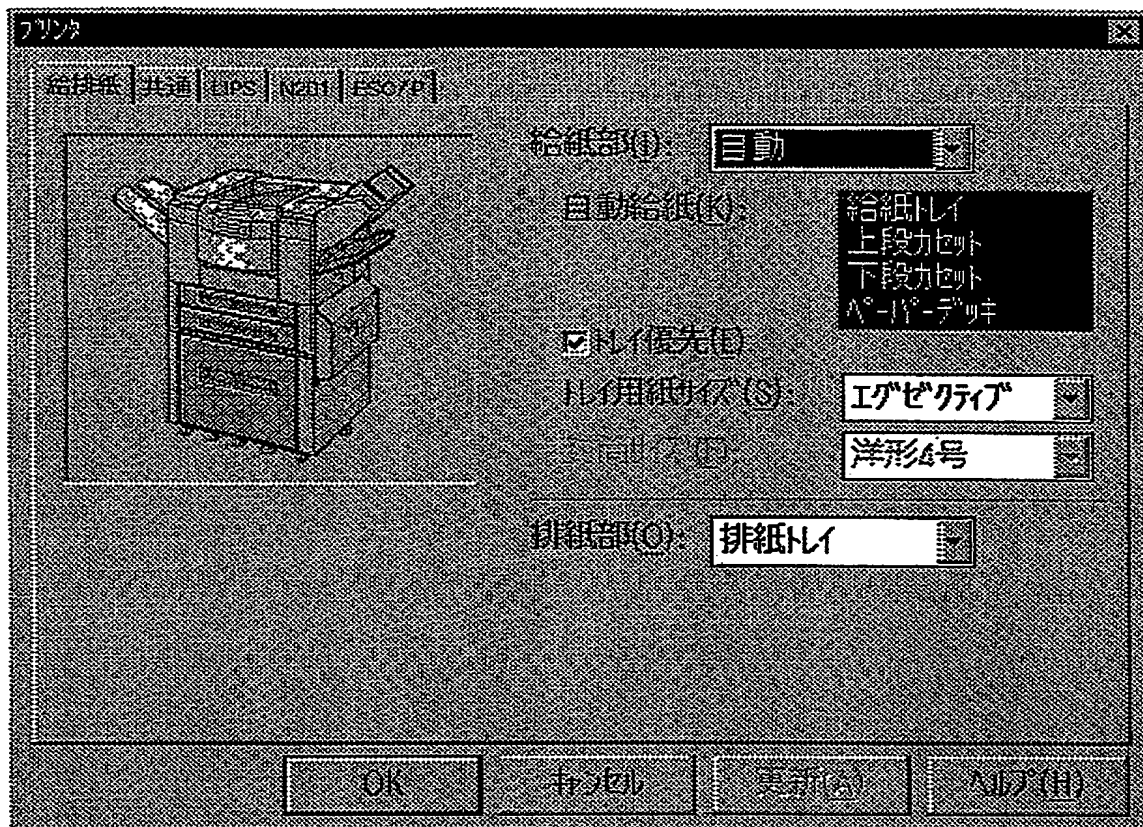 プリンタ
給排紙 共通 LIPS N201 ESC/P
給紙部(I): 自動
自動給紙(K): 給紙トレイ
上段カセット
下段カセット
ペーパーデッキ
トレイ優先(E)
トレイ用紙サイズ(S): エグゼクティブ
洋形4号
排紙部(O): 排紙トレイ
OK キャンセル 更新(A) ヘルプ(H)